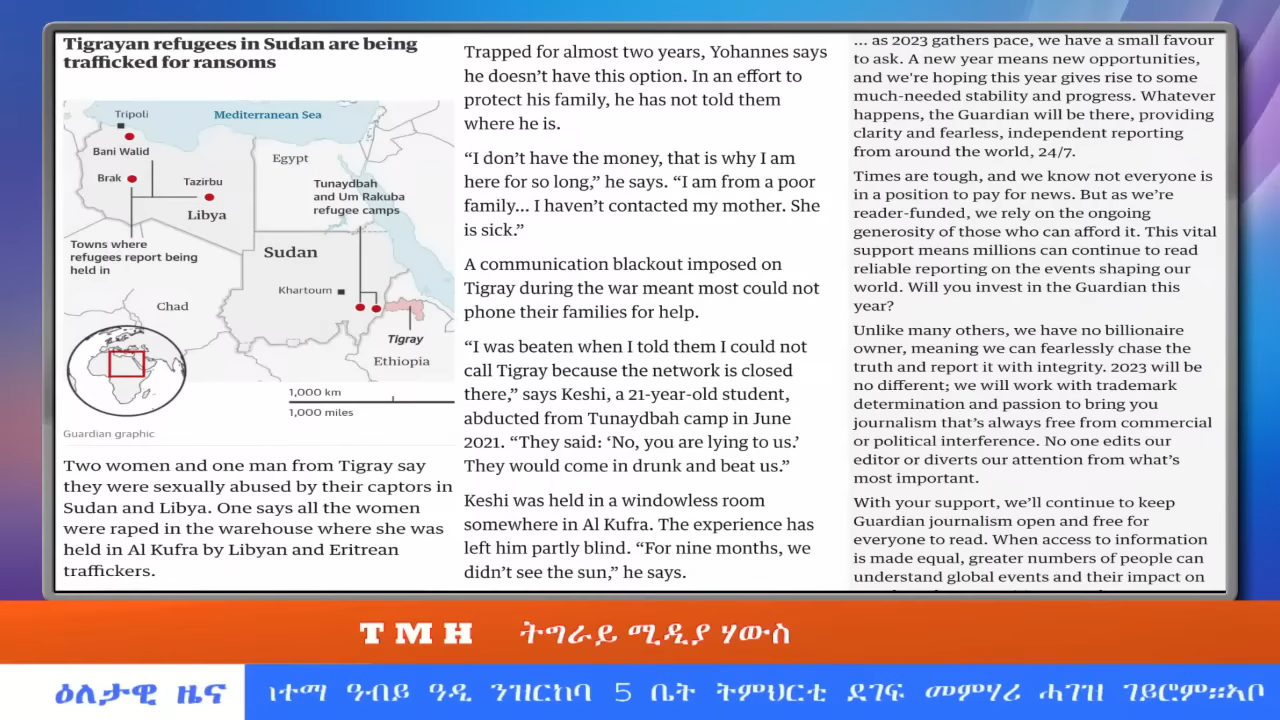 Tigrayan refugees in Sudan are being
trafficked for ransoms
Tripoli
Mediterranean Sea
Bani Walid
Egypt
Brak
Tazirbu
Tunaydbah
and Um Rakuba
refugee camps
Libya
Towns where
refugees report being
held in
Sudan
Khartoum
Chad
Tigray
Ethiopia
1,000 km
1,000 miles
Guardian graphic
Two women and one man from Tigray say
they were sexually abused by their captors in
Sudan and Libya. One says all the women
were raped in the warehouse where she was
held in Al Kufra by Libyan and Eritrean
traffickers.
Trapped for almost two years, Yohannes says
he doesn’t have this option. In an effort to
protect his family, he has not told them
where he is.
“I don’t have the money, that is why I am
here for so long,” he says. “I am from a poor
family... I haven’t contacted my mother. She
is sick.”
A communication blackout imposed on
Tigray during the war meant most could not
phone their families for help.
“I was beaten when I told them I could not
call Tigray because the network is closed
there,” says Keshi, a 21-year-old student,
abducted from Tunaydbah camp in June
2021. “They said: ‘No, you are lying to us.’
They would come in drunk and beat us.”
Keshi was held in a windowless room
somewhere in Al Kufra. The experience has
left him partly blind. “For nine months, we
didn’t see the sun,” he says.
... as 2023 gathers pace, we have a small favour
to ask. A new year means new opportunities,
and we're hoping this year gives rise to some
much-needed stability and progress. Whatever
happens, the Guardian will be there, providing
clarity and fearless, independent reporting
from around the world, 24/7.
Times are tough, and we know not everyone is
in a position to pay for news. But as we’re
reader-funded, we rely on the ongoing
generosity of those who can afford it. This vital
support means millions can continue to read
reliable reporting on the events shaping our
world. Will you invest in the Guardian this
year?
Unlike many others, we have no billionaire
owner, meaning we can fearlessly chase the
truth and report it with integrity. 2023 will be
no different; we will work with trademark
determination and passion to bring you
journalism that’s always free from commercial
or political interference. No one edits our
editor or diverts our attention from what’s
most important.
With your support, we’ll continue to keep
Guardian journalism open and free for
everyone to read. When access to information
is made equal, greater numbers of people can
understand global events and their impact on
TMH ትግራይ ሚዲያ ሃውስ
ዕለታዊ ዜና
ተማ ዓብይ ዓዲ ንዝርከባ 5 ቤት ትምህርቲ ደገፍ መምሃሪ ሓገዝ ገይሮም።ኣቦ